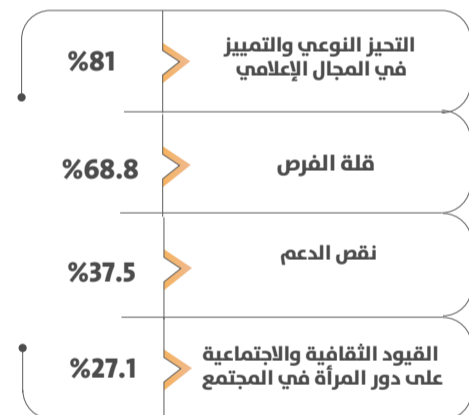 التحيز النوعي والتمييز
في المجال الإعلامي
%81
قلة الفرص
%68.8
نقص الدعم
%37.5
القيود الثقافية والاجتماعية
على دور المرأة في المجتمع
%27.1